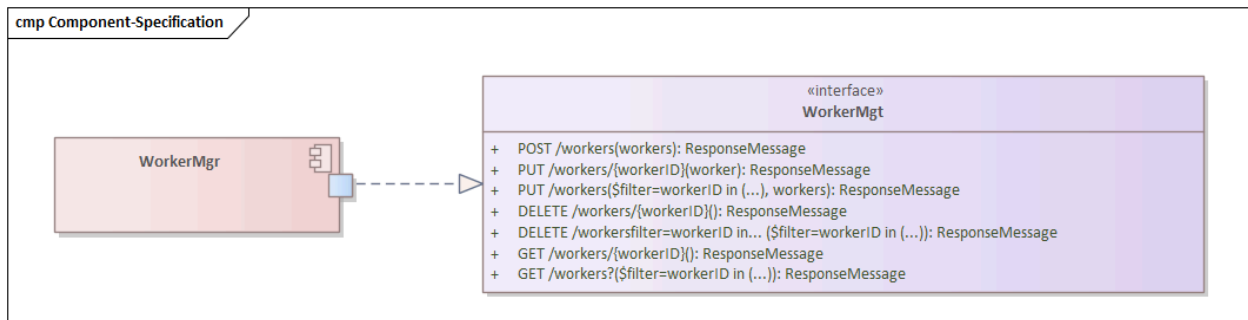 cmp Component-Specification
«interface»
WorkerMgt
WorkerMgr
+ POST /workers(workers): ResponseMessage
+ PUT /workers/{workerID}(worker): ResponseMessage
+ PUT /workers($filter=workerID in (...), workers): ResponseMessage
+ DELETE /workers/{workerID}(): ResponseMessage
+ DELETE /workersfilter=workerID in... ($filter=workerID in (...)): ResponseMessage
+ GET /workers/{workerID}(): ResponseMessage
+ GET /workers?($filter=workerID in (...)): ResponseMessage